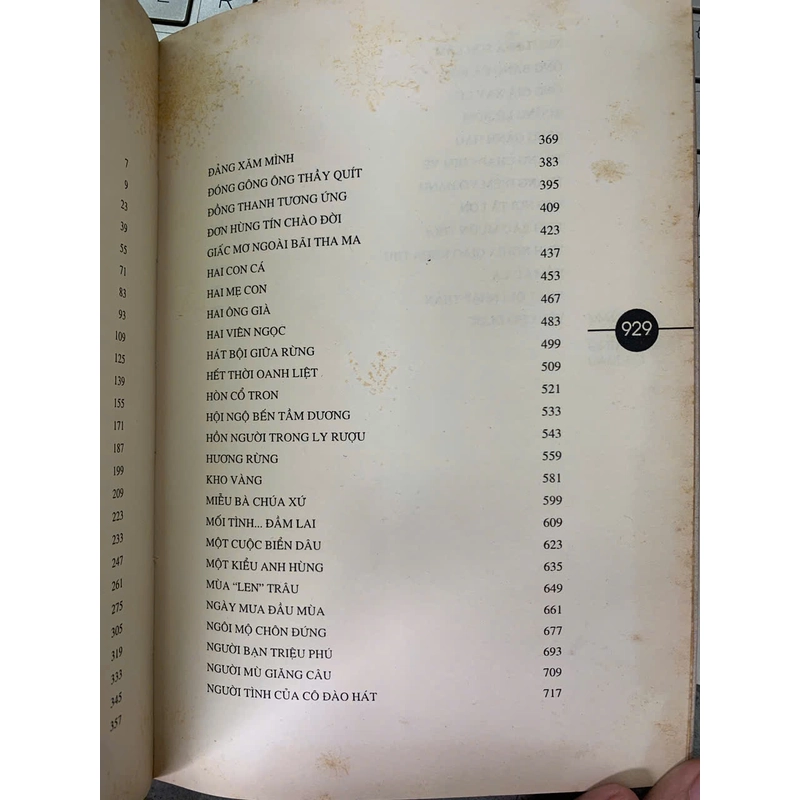 7
9
23
39
55
71
83
93
109
125
139
155
171
187
199
209
223
233
247
261
275
305
319
333
345
357
ĐẢNG XĂM MÌNH 369
ĐÓNG GÔNG ÔNG THẦY QUÍT 383
ĐỒNG THANH TƯƠNG ỨNG 395
ĐƠN HÙNG TÍN CHÀO ĐỜI 409
GIẤC MƠ NGOÀI BÃI THA MA 423
HAI CON CÁ 437
HAI MẸ CON 453
HAI ÔNG GIÀ 467
HAI VIÊN NGỌC 483
HÁT BỘI GIỮA RỪNG 499
HẾT THỜI OANH LIỆT 509
HÒN CỔ TRON 521
HỘI NGỘ BẾN TẦM DƯƠNG 533
HỒN NGƯỜI TRONG LY RƯỢU 543
HƯƠNG RỪNG 559
KHO VÀNG 581
MIỄU BÀ CHÚA XỨ 599
MỐI TÌNH... ĐẦM LAI 609
MỘT CUỘC BIỂN DÂU 623
MỘT KIỂU ANH HÙNG 635
MÙA “LEN” TRÂU 649
NGÀY MƯA ĐẦU MÙA 661
NGÔI MỘ CHÔN ĐỨNG 677
NGƯỜI BẠN TRIỆU PHÚ 693
NGƯỜI MÙ GIĂNG CÂU 709
NGƯỜI TÌNH CỦA CÔ ĐÀO HÁT 717
929